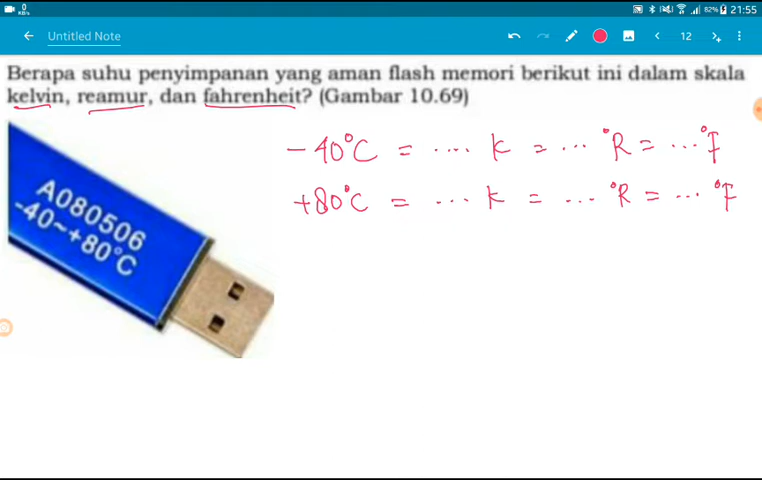 0
KB/s
82% 21:55
Untitled Note
12
Berapa suhu penyimpanan yang aman flash memori berikut ini dalam skala
kelvin, reamur, dan fahrenheit? (Gambar 10.69)
-40°C = .... K = ... °R = ... °F
+80°C = ... K = ... °R = ... °F
A080506
-40~+80°C